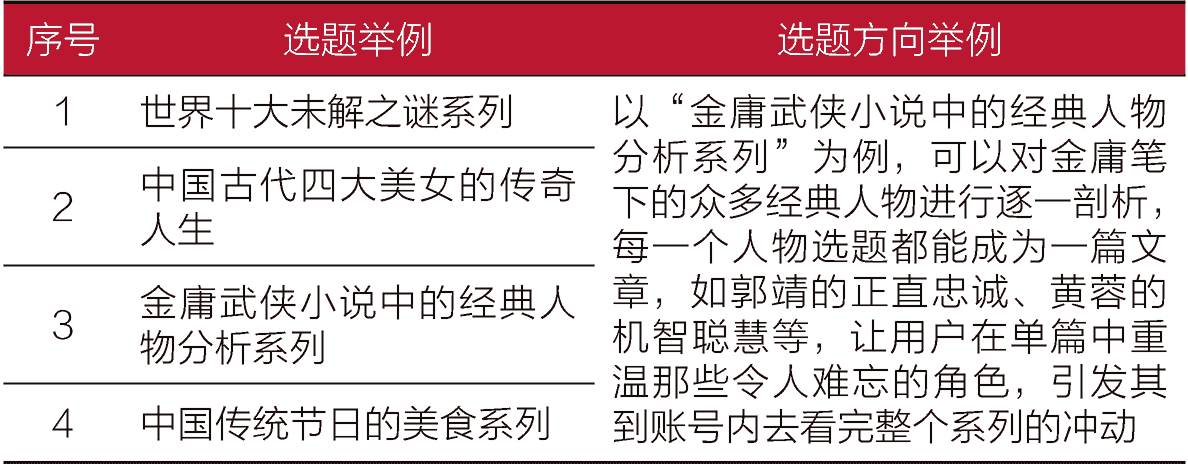 序号 选题举例 选题方向举例
1 世界十大未解之谜系列
2 中国古代四大美女的传奇
人生
3 金庸武侠小说中的经典人
物分析系列
4 中国传统节日的美食系列
以“金庸武侠小说中的经典人物
分析系列”为例，可以对金庸笔
下的众多经典人物进行逐一剖析，
每一个人物选题都能成为一篇文
章，如郭靖的正直忠诚、黄蓉的
机智聪慧等，让用户在单篇中重
温那些令人难忘的角色，引发其
到账号内去看完整个系列的冲动